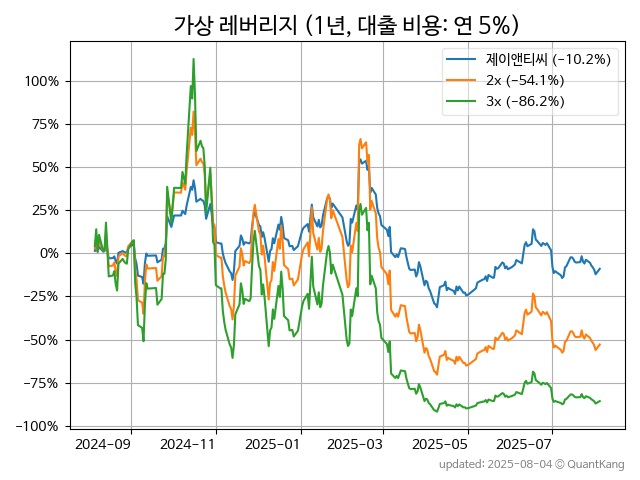 가상 레버리지 (1년, 대출 비용: 연 5%)
제이앤티씨 (−10.2%)
2x (−54.1%)
3x (−86.2%)
100%
75%
50%
25%
0%
−25%
−50%
−75%
−100%
2024-09 2024-11 2025-01 2025-03 2025-05 2025-07
updated: 2025-08-04 © QuantKang